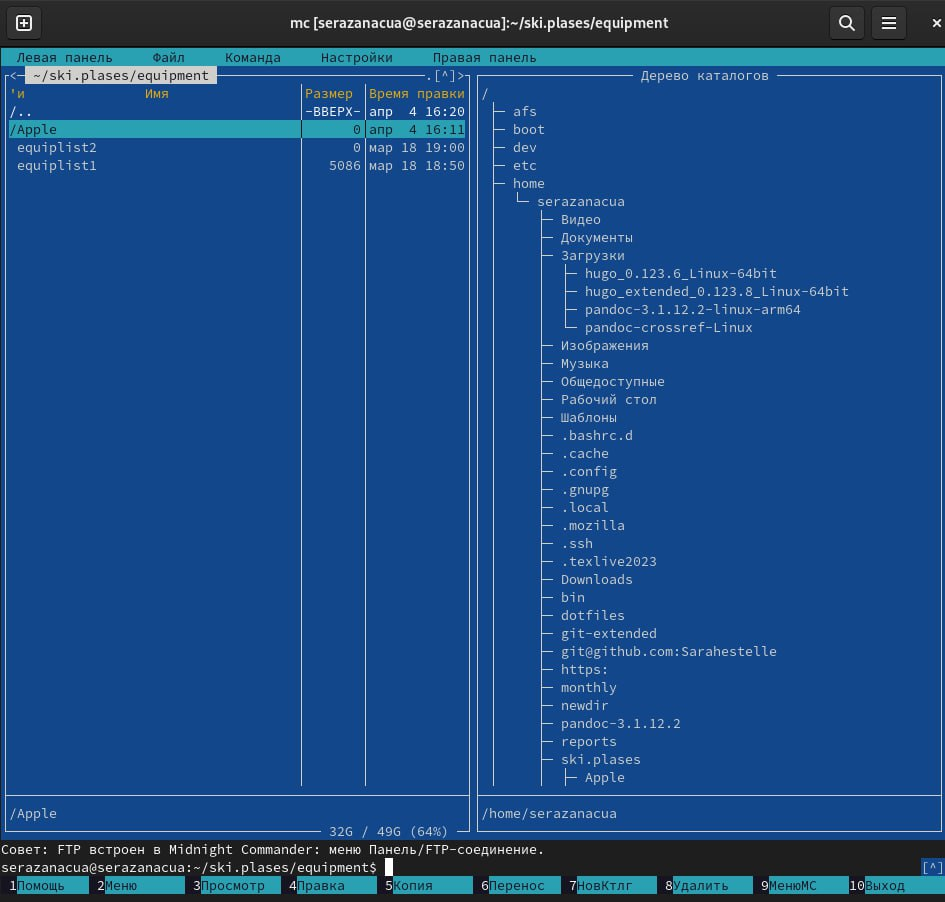 mc [serazanacua@serazanacua]:~/ski.plases/equipment
Левая панель Файл Команда Настройки Правая панель
<─ ~/ski.plases/equipment .[^]>
'и Имя Размер Время правки
/.. -ВВЕРХ- апр 4 16:20
/Apple 0 апр 4 16:11
equiplist2 0 мар 18 19:00
equiplist1 5086 мар 18 18:50
/Apple
32G / 49G (64%)
Дерево каталогов
/
afs
boot
dev
etc
home
serazanacua
Видео
Документы
Загрузки
hugo_0.123.6_Linux-64bit
hugo_extended_0.123.8_Linux-64bit
pandoc-3.1.12.2-linux-arm64
pandoc-crossref-Linux
Изображения
Музыка
Общедоступные
Рабочий стол
Шаблоны
.bashrc.d
.cache
.config
.gnupg
.local
.mozilla
.ssh
.texlive2023
Downloads
bin
dotfiles
git-extended
git@github.com:Sarahestelle
https:
monthly
newdir
pandoc-3.1.12.2
reports
ski.plases
Apple
/home/serazanacua
Совет: FTP встроен в Midnight Commander: меню Панель/FTP-соединение.
serazanacua@serazanacua:~/ski.plases/equipment$ [^]
1Помощь 2Меню 3Просмотр 4Правка 5Копия 6Перенос 7НовКтлг 8Удалить 9МенюМС 10Выход